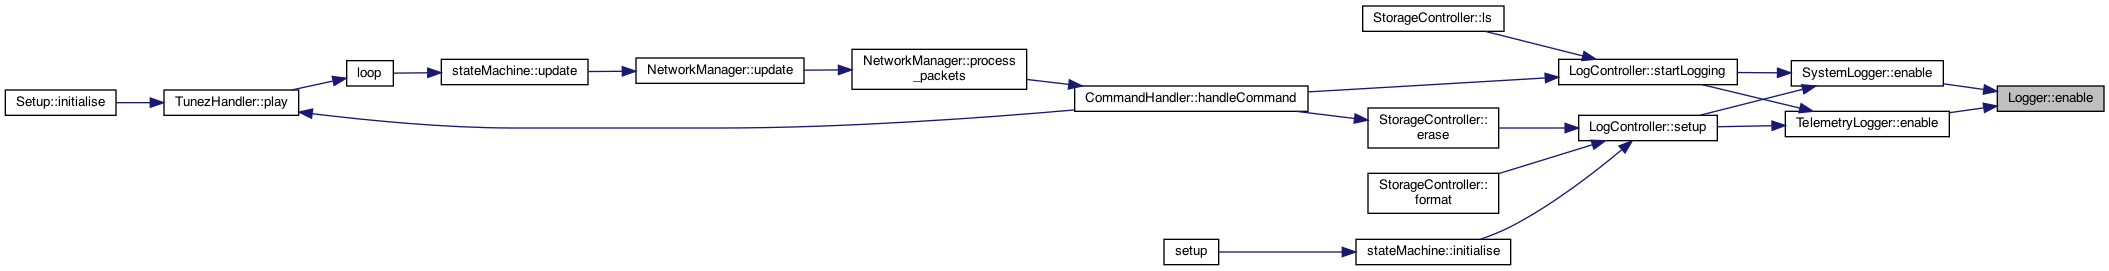 StorageController::ls
NetworkManager::process
_packets
loop
stateMachine::update
NetworkManager::update
LogController::startLogging
SystemLogger::enable
Setup::initialise
TunezHandler::play
CommandHandler::handleCommand
Logger::enable
StorageController::
erase
LogController::setup
TelemetryLogger::enable
StorageController::
format
setup
stateMachine::initialise